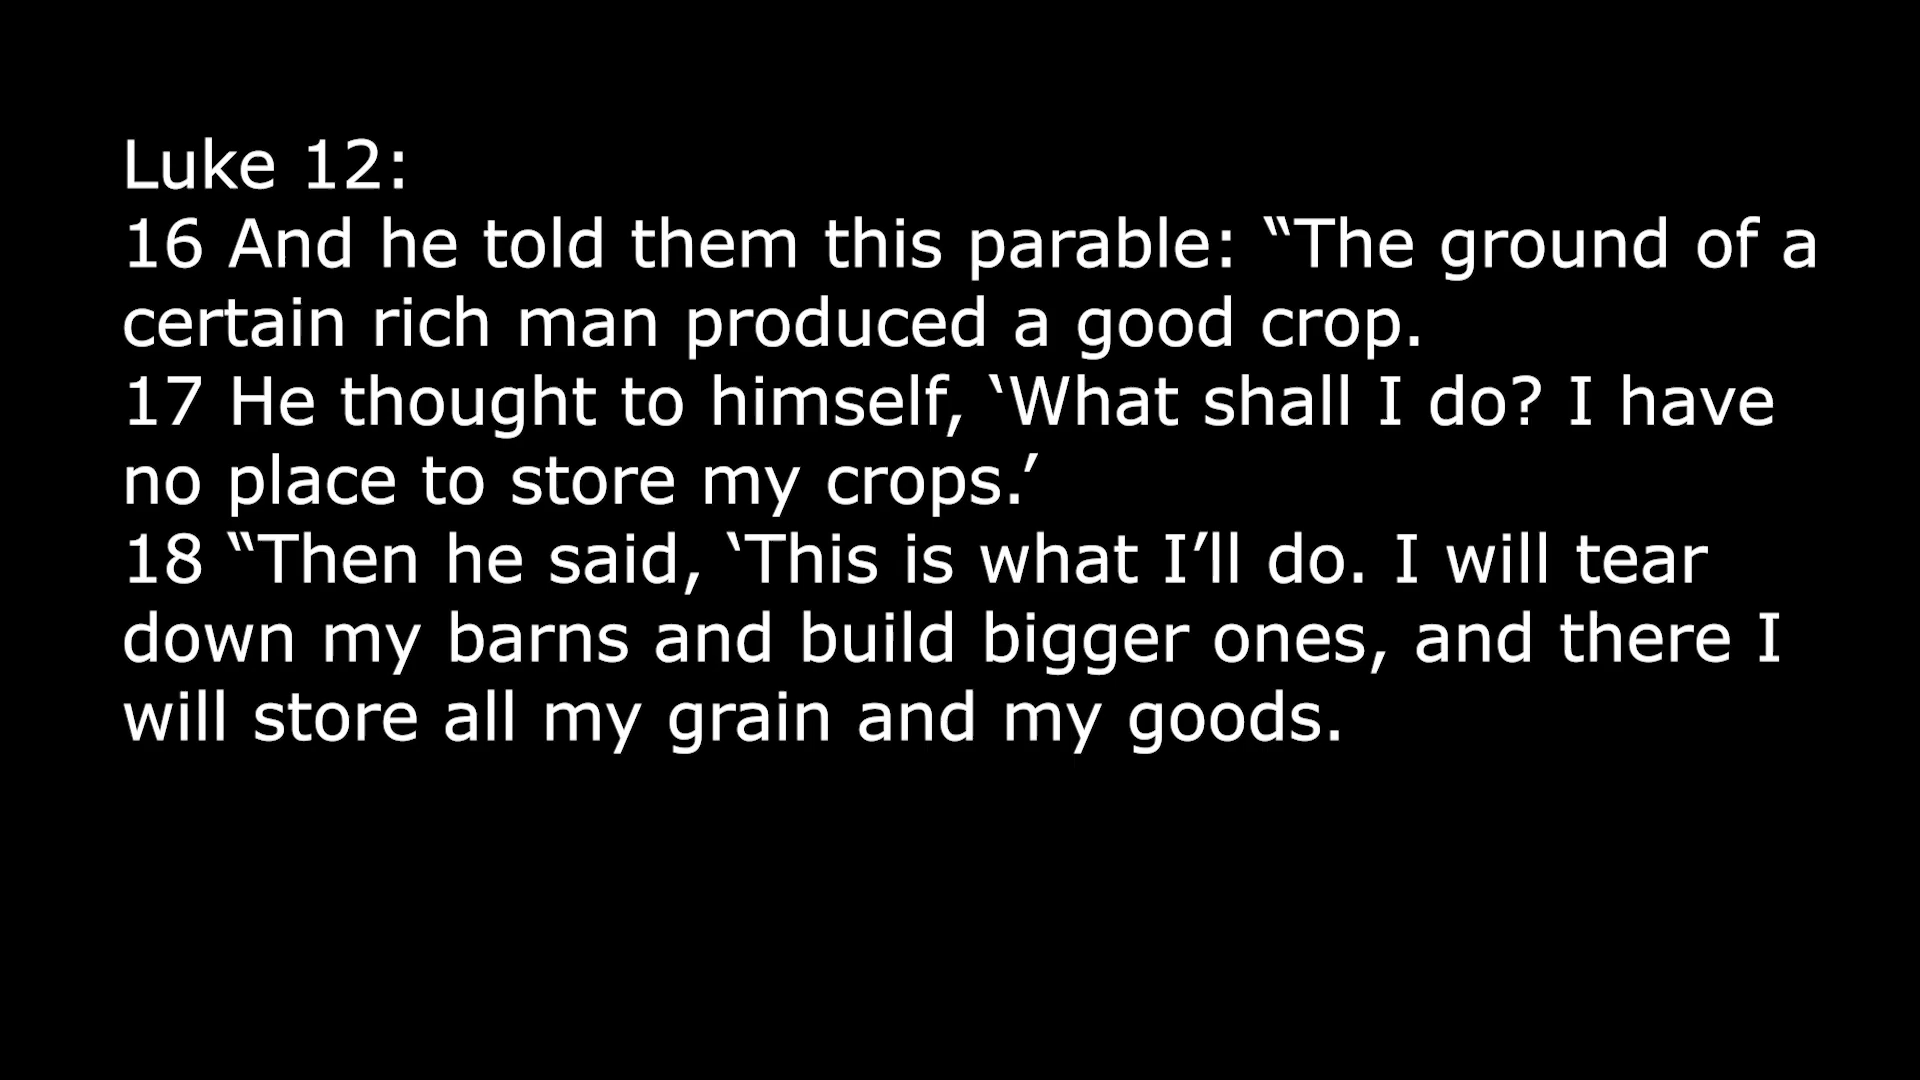 Luke 12:
16 And he told them this parable: “The ground of a
certain rich man produced a good crop.
17 He thought to himself, ‘What shall I do? I have
no place to store my crops.’
18 “Then he said, ‘This is what I’ll do. I will tear
down my barns and build bigger ones, and there I
will store all my grain and my goods.